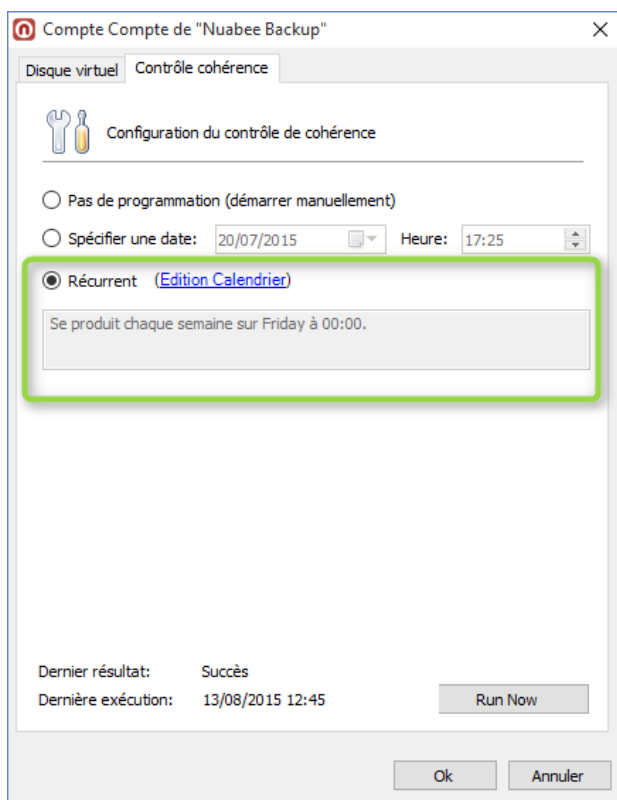 Compte Compte de "Nuabee Backup"
Disque virtuel Contrôle cohérence
Configuration du contrôle de cohérence
Pas de programmation (démarrer manuellement)
Spécifier une date: 20/07/2015 Heure: 17:25
Récurrent (Edition Calendrier)
Se produit chaque semaine sur Friday à 00:00.
Dernier résultat: Succès
Dernière exécution: 13/08/2015 12:45 Run Now
Ok Annuler